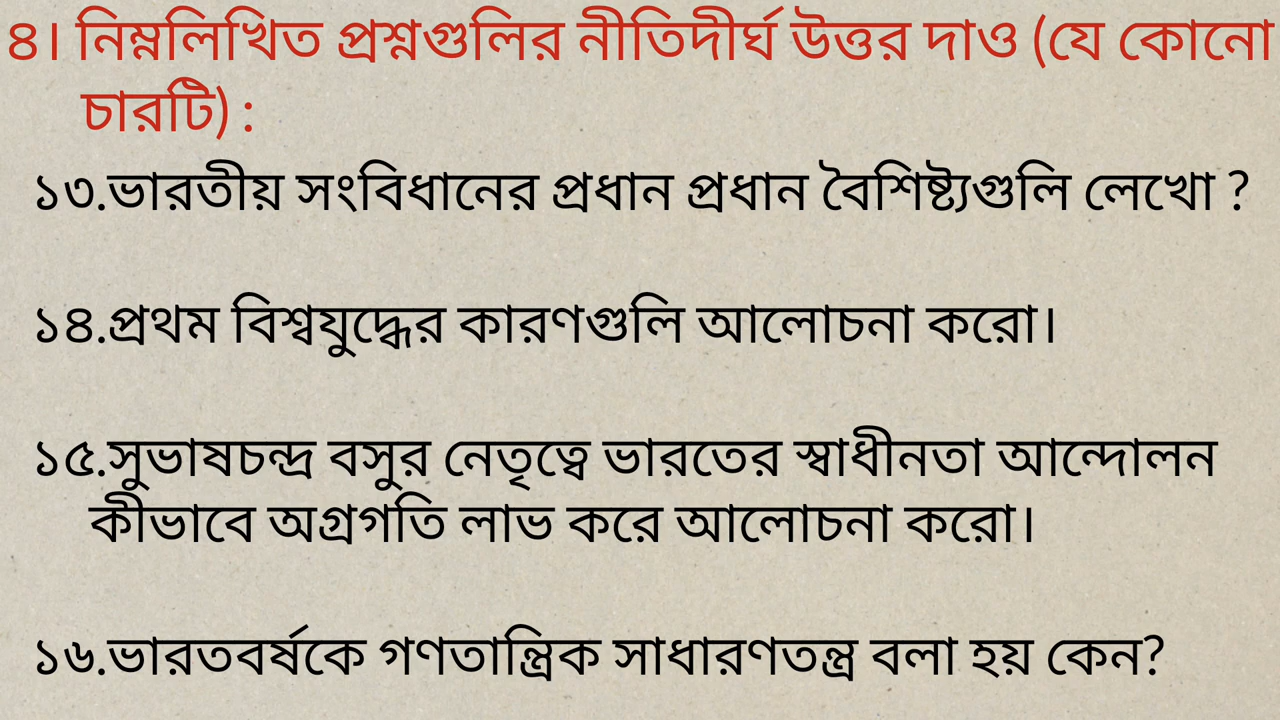 ৪। নিম্নলিখিত প্রশ্নগুলির নীতিদীর্ঘ উত্তর দাও (যে কোনো
চারটি) :
১৩.ভারতীয় সংবিধানের প্রধান প্রধান বৈশিষ্ট্যগুলি লেখো ?
১৪.প্রথম বিশ্বযুদ্ধের কারণগুলি আলোচনা করো।
১৫.সুভাষচন্দ্র বসুর নেতৃত্বে ভারতের স্বাধীনতা আন্দোলন
কীভাবে অগ্রগতি লাভ করে আলোচনা করো।
১৬.ভারতবর্ষকে গণতান্ত্রিক সাধারণতন্ত্র বলা হয় কেন?